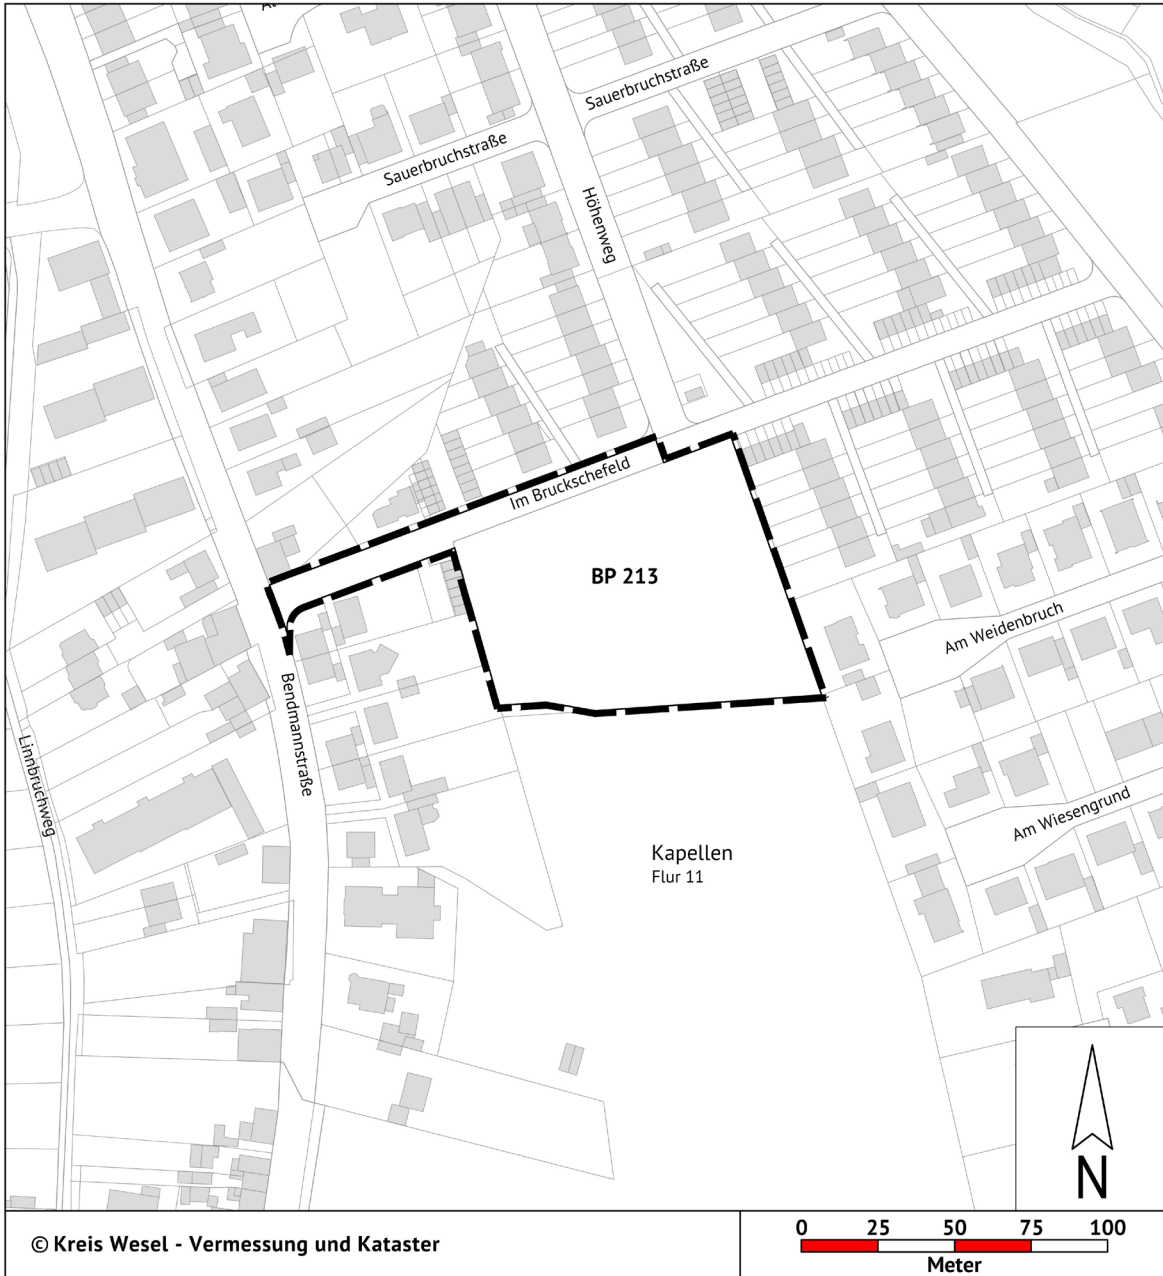 Sauerbruchstraße
Sauerbruchstraße
Höhenweg
Im Bruckschefeld
BP 213
Am Weidenbruch
Bendmannstraße
Linnbruchweg
Am Wiesengrund
Kapellen
Flur 11
N
© Kreis Wesel - Vermessung und Kataster
0 25 50 75 100
Meter